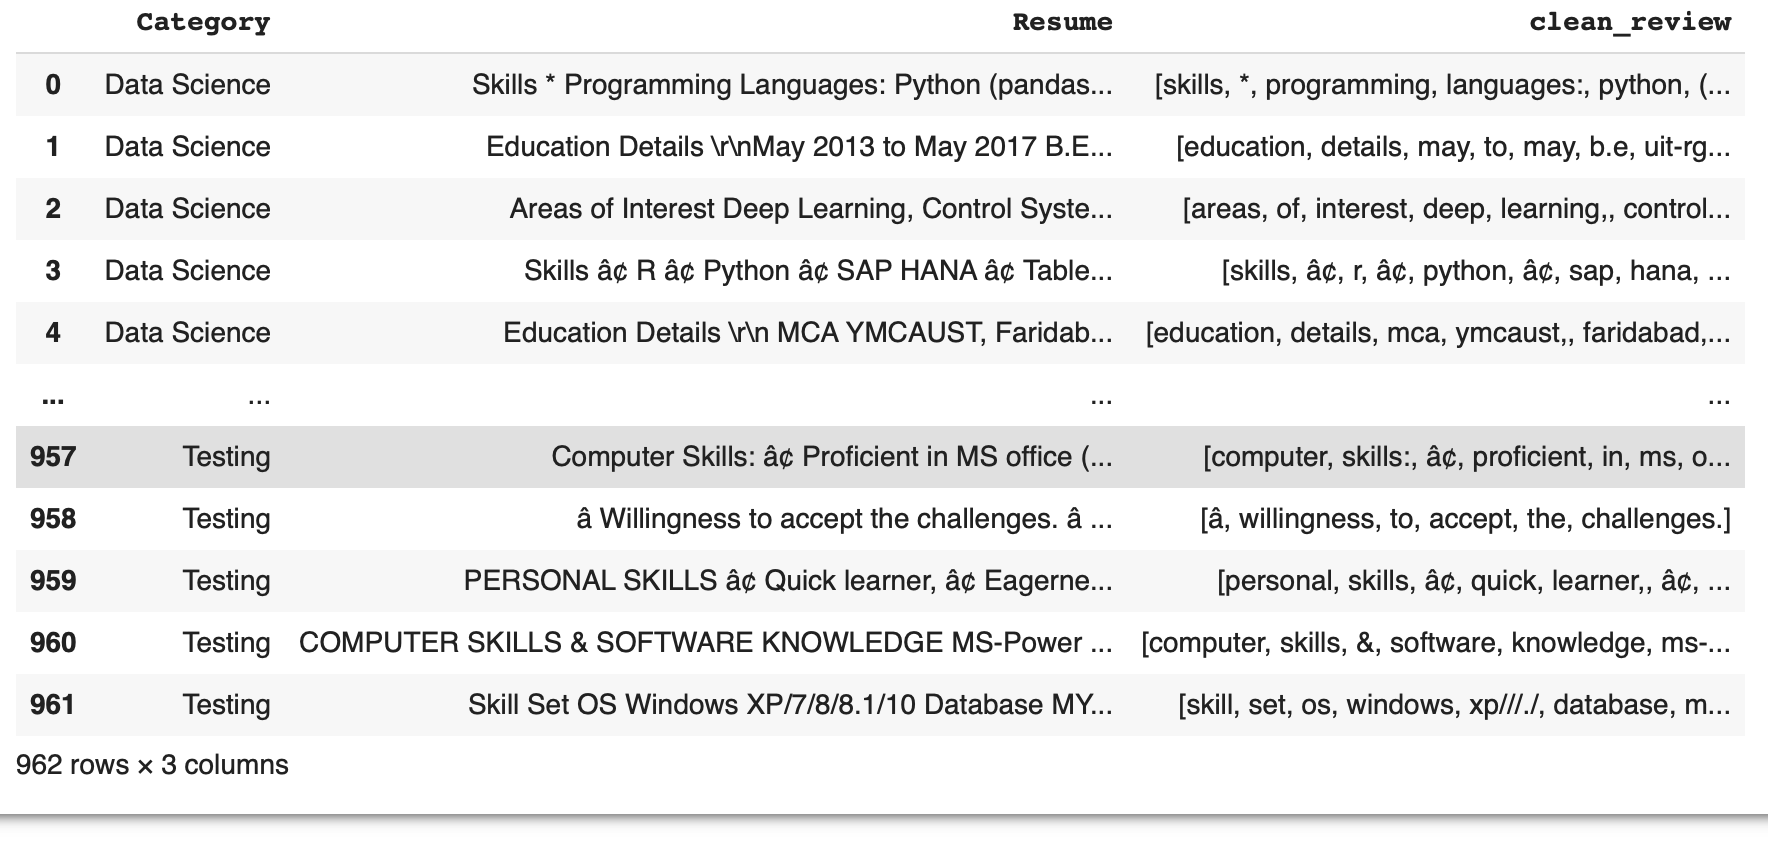 Category Resume clean_review
0 Data Science Skills * Programming Languages: Python (pandas... [skills, *, programming, languages:, python, (...
1 Data Science Education Details \r\nMay 2013 to May 2017 B.E... [education, details, may, to, may, b.e, uit-rg...
2 Data Science Areas of Interest Deep Learning, Control Syste... [areas, of, interest, deep, learning,, control...
3 Data Science Skills â¢ R â¢ Python â¢ SAP HANA â¢ Table... [skills, â¢, r, â¢, python, â¢, sap, hana, ...
4 Data Science Education Details \r\n MCA YMCAUST, Faridab... [education, details, mca, ymcaust,, faridabad,...
... ... ... ...
957 Testing Computer Skills: â¢ Proficient in MS office (... [computer, skills:, â¢, proficient, in, ms, o...
958 Testing â Willingness to accept the challenges. â ... [â, willingness, to, accept, the, challenges.]
959 Testing PERSONAL SKILLS â¢ Quick learner, â¢ Eagerne... [personal, skills, â¢, quick, learner,, â¢, ...
960 Testing COMPUTER SKILLS & SOFTWARE KNOWLEDGE MS-Power ... [computer, skills, &, software, knowledge, ms-...
961 Testing Skill Set OS Windows XP/7/8/8.1/10 Database MY... [skill, set, os, windows, xp///./, database, m...
962 rows × 3 columns